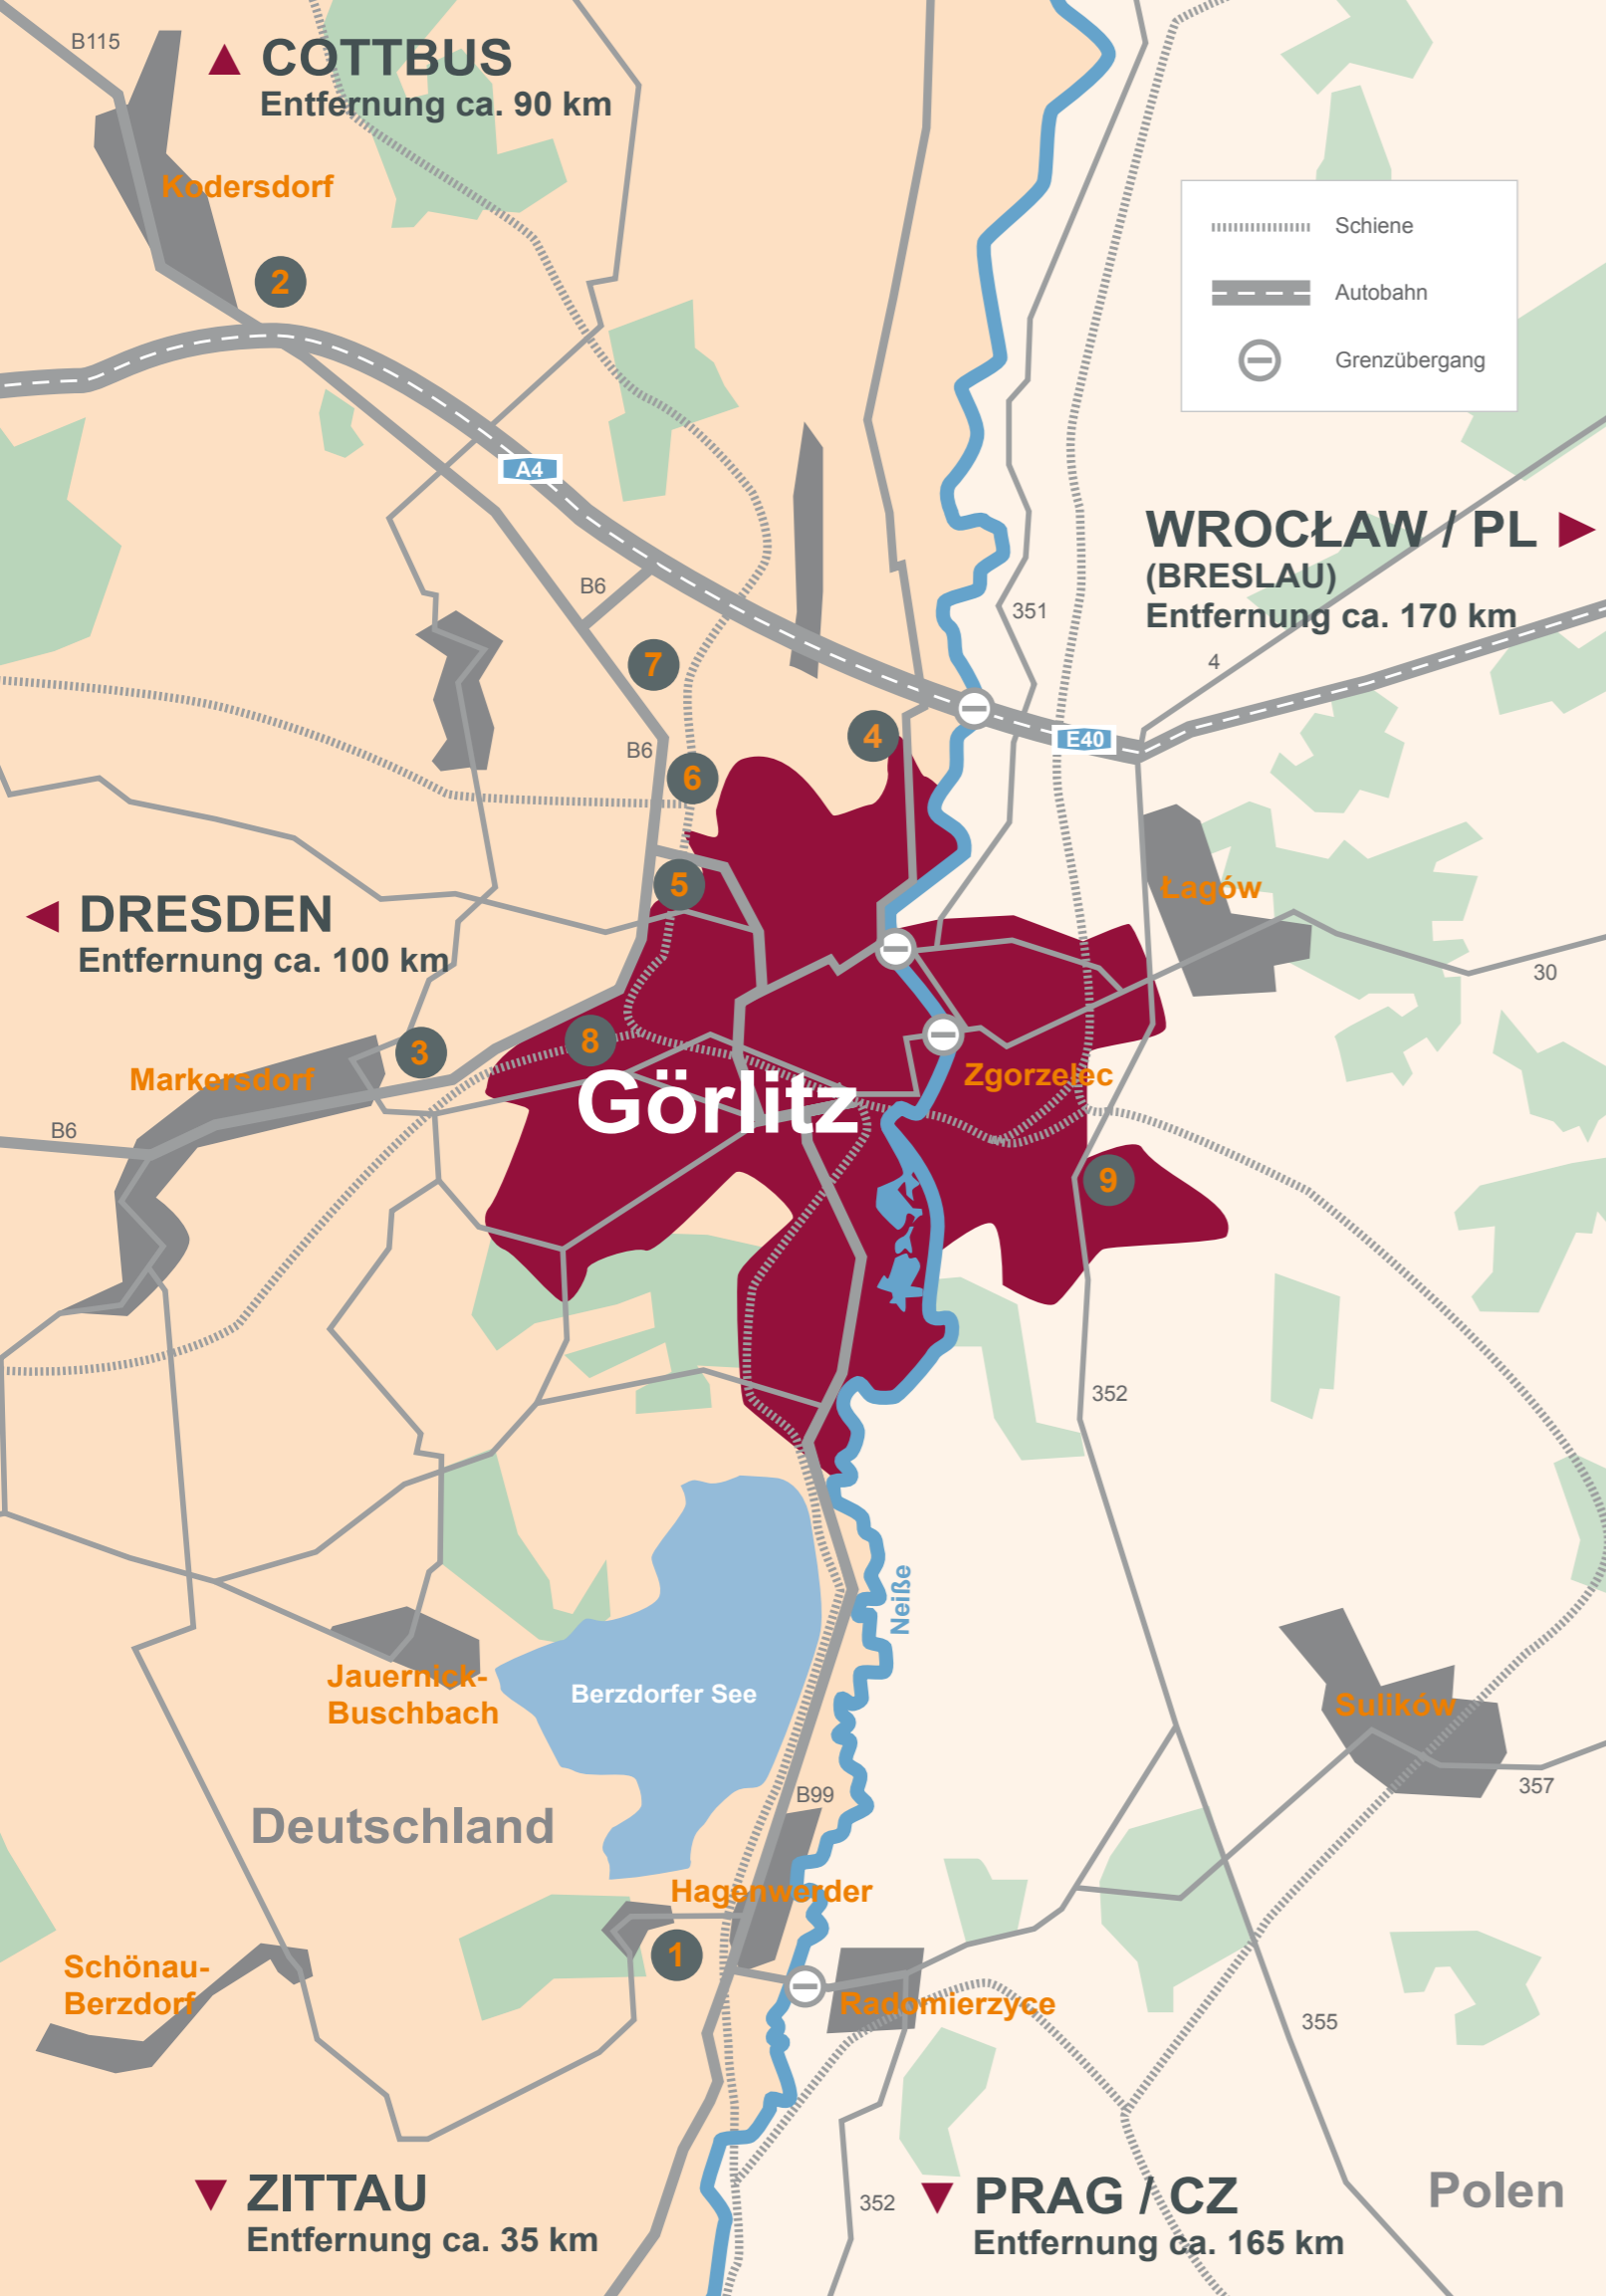 B115
COTTBUS
Entfernung ca. 90 km
Kodersdorf
2
Schiene
Autobahn
Grenzübergang
A4
WROCŁAW / PL
(BRESLAU)
Entfernung ca. 170 km
B6
351
4
7
B6
4
E40
6
5
Łagów
DRESDEN
Entfernung ca. 100 km
30
3
8
Markersdorf
Zgorzelec
Görlitz
B6
9
352
Neiße
Jauernick-
Buschbach
Berzdorfer See
Sulików
357
B99
Deutschland
Hagenwerder
1
Schönau-
Berzdorf
Radomierzyce
355
ZITTAU
Entfernung ca. 35 km
352
PRAG / CZ
Entfernung ca. 165 km
Polen